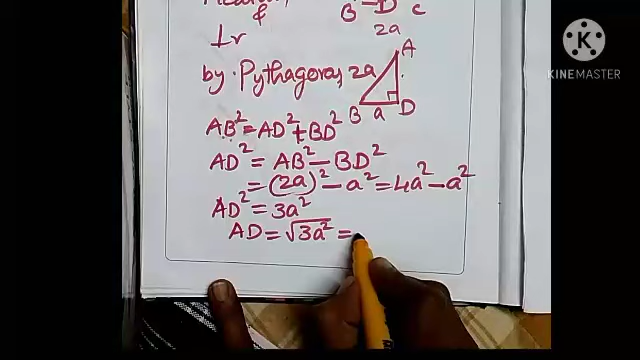 &
B D C
2a
⊥r
A
by Pythagoras, 2a
B a D
AB² = AD² + BD²
AD² = AB² − BD²
= (2a)² − a² = 4a² − a²
AD² = 3a²
AD = √3a² =
KINEMASTER